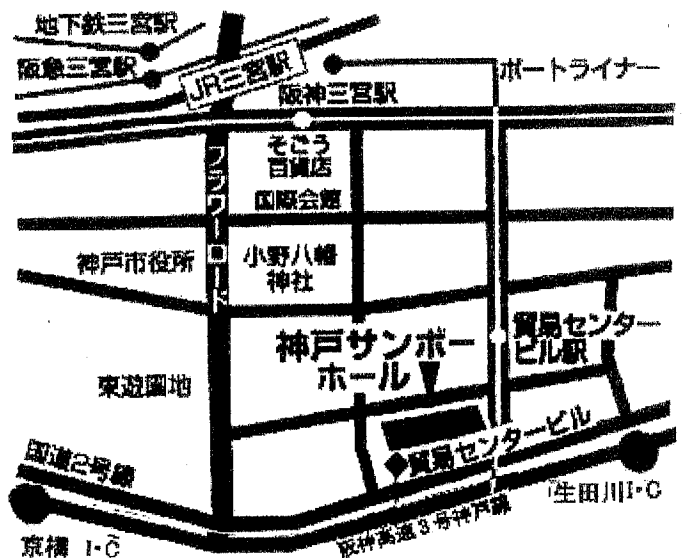 地下鉄三宮駅
阪急三宮駅
JR三宮駅
ポートライナー
阪神三宮駅
そごう
百貨店
国際会館
フラワーロード
神戸市役所
小野八幡
神社
神戸サンボー
ホール
貿易センター
ビル駅
東遊園地
貿易センタービル
国道2号線
生田川I・C
阪神高速3号神戸線
京橋 I・C